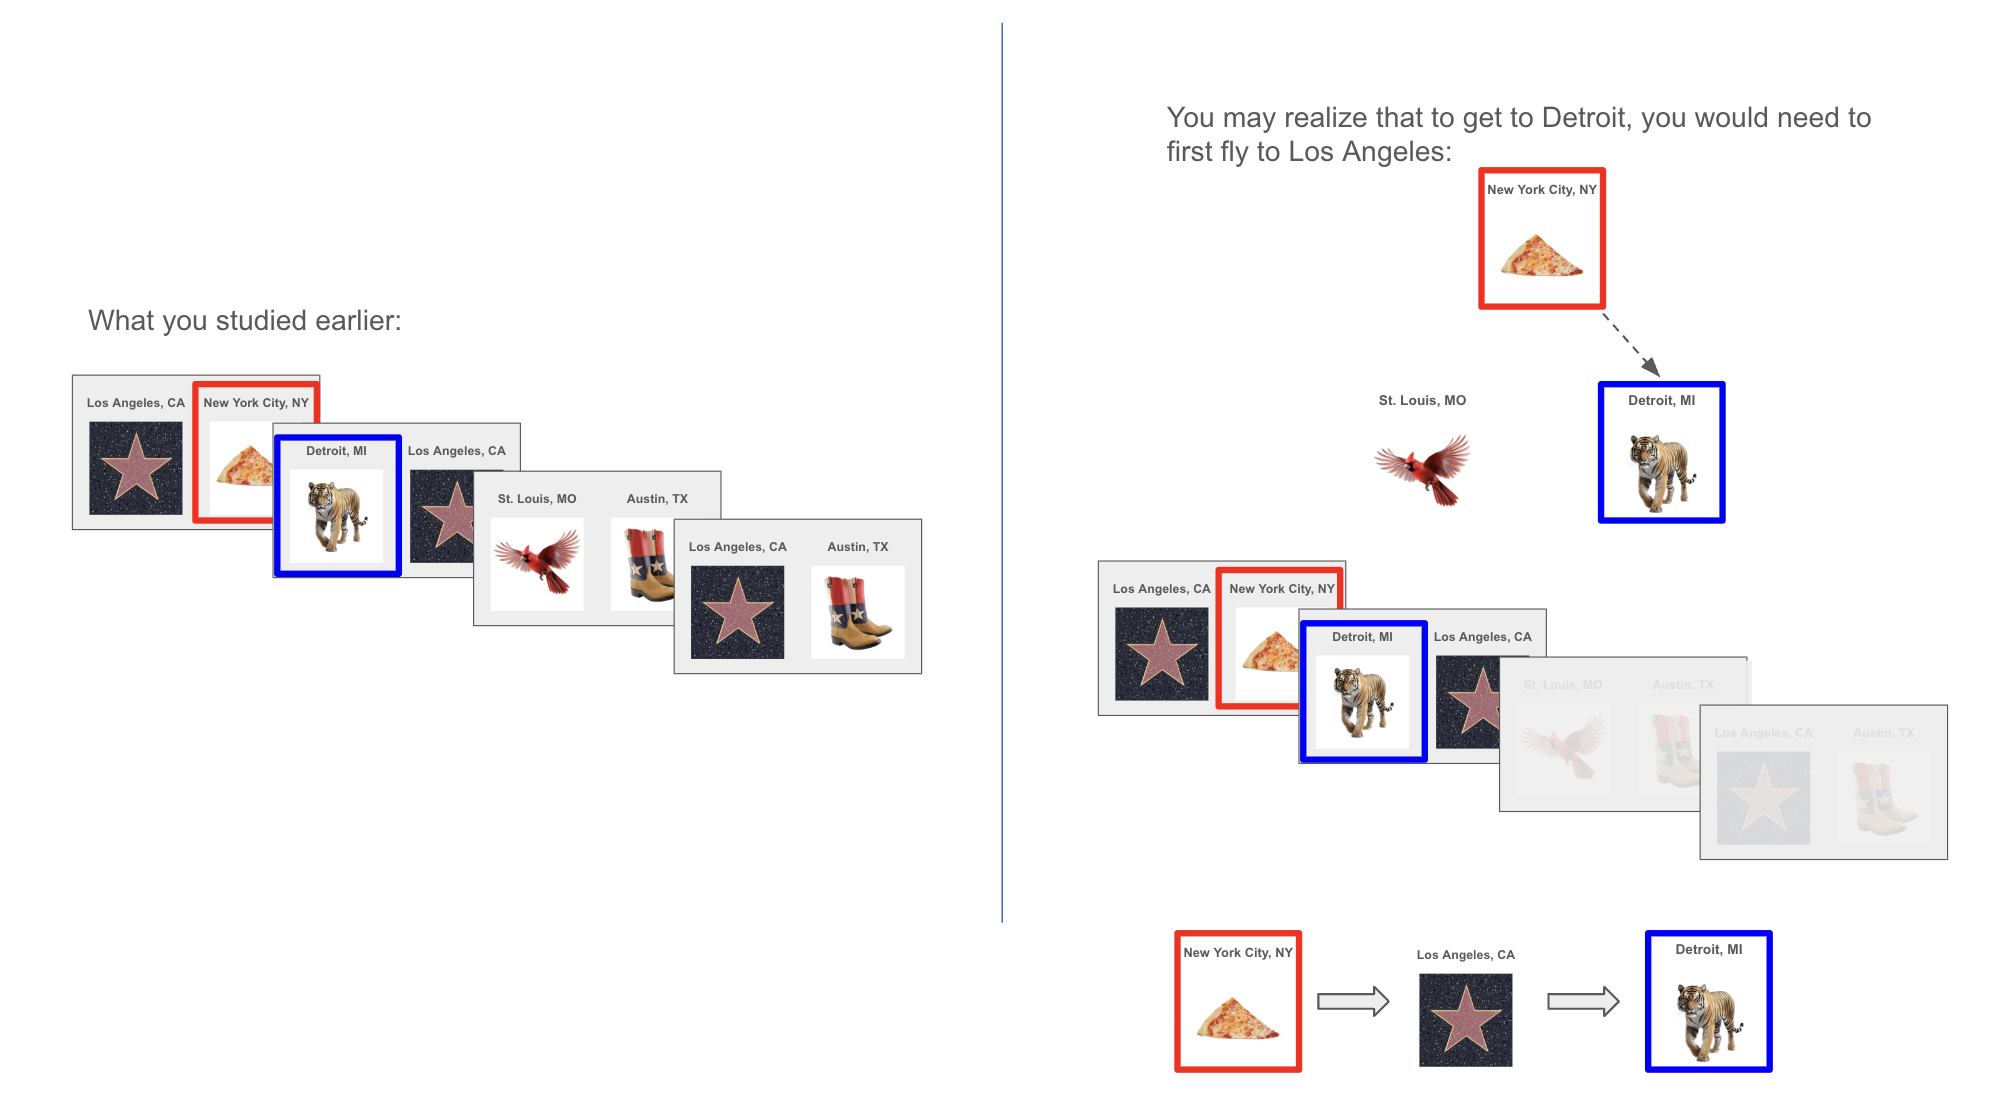 What you studied earlier:
Los Angeles, CA
New York City, NY
Detroit, MI
Los Angeles, CA
St. Louis, MO
Austin, TX
Los Angeles, CA
Austin, TX
You may realize that to get to Detroit, you would need to
first fly to Los Angeles:
New York City, NY
St. Louis, MO
Detroit, MI
Los Angeles, CA
New York City, NY
Detroit, MI
Los Angeles, CA
St. Louis, MO
Austin, TX
Los Angeles, CA
Austin, TX
New York City, NY
Los Angeles, CA
Detroit, MI